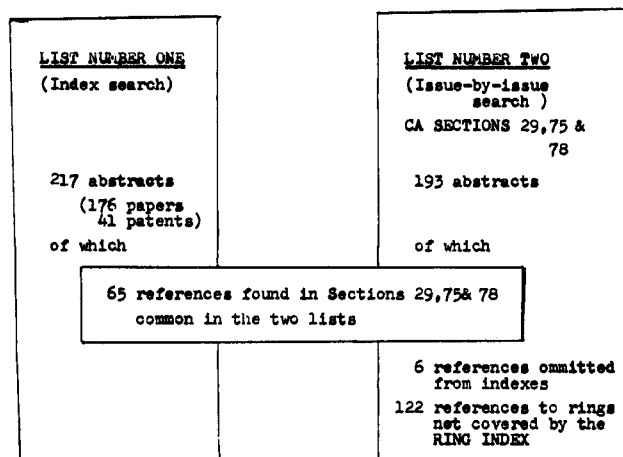 LIST NUMBER ONE
(Index search)
217 abstracts
(176 papers
41 patents)
of which
LIST NUMBER TWO
(Issue-by-issue
search )
CA SECTIONS 29,75 &
78
193 abstracts
of which
65 references found in Sections 29,75& 78
common in the two lists
6 references ommitted
from indexes
122 references to rings
not covered by the
RING INDEX